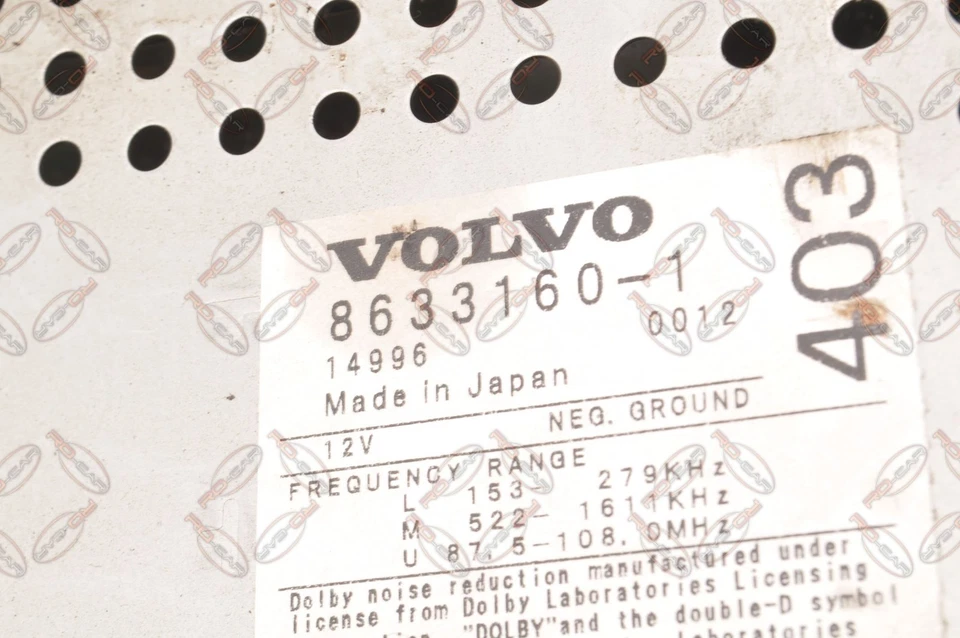 VOLVO
8633160-1
0012
14996
Made in Japan
403
12V NEG. GROUND
FREQUENCY RANGE
L 153 279KHz
M 522- 1611KHz
U 87.5-108.0MHz
Dolby noise reduction manufactured under
license from Dolby Laboratories Licensing
"DOLBY" and the double-D symbol
Laboratories